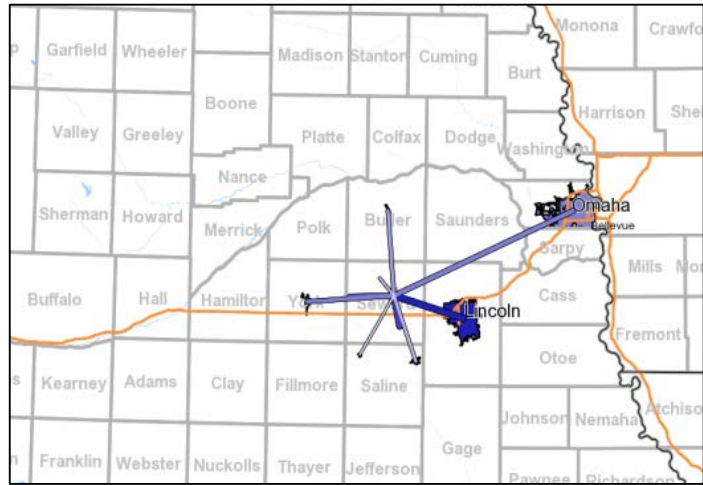 Monona
Crawfo
Garfield
Wheeler
Madison
Stantor
Cuming
Burt
Boone
Harrison
She
Valley
Greeley
Platte
Colfax
Dodge
Washington
Nance
Omaha
Sherman
Howard
Merrick
Polk
Butler
Saunders
Bellevue
Sarpy
Mills
Mor
Buffalo
Hall
Hamilton
York
Seward
Cass
Lincoln
Fremont
Otoe
Kearney
Adams
Clay
Fillmore
Saline
Johnson
Nemaha
Atchiso
Gage
Franklin
Webster
Nuckolls
Thayer
Jefferson
Pawnee
Richardson